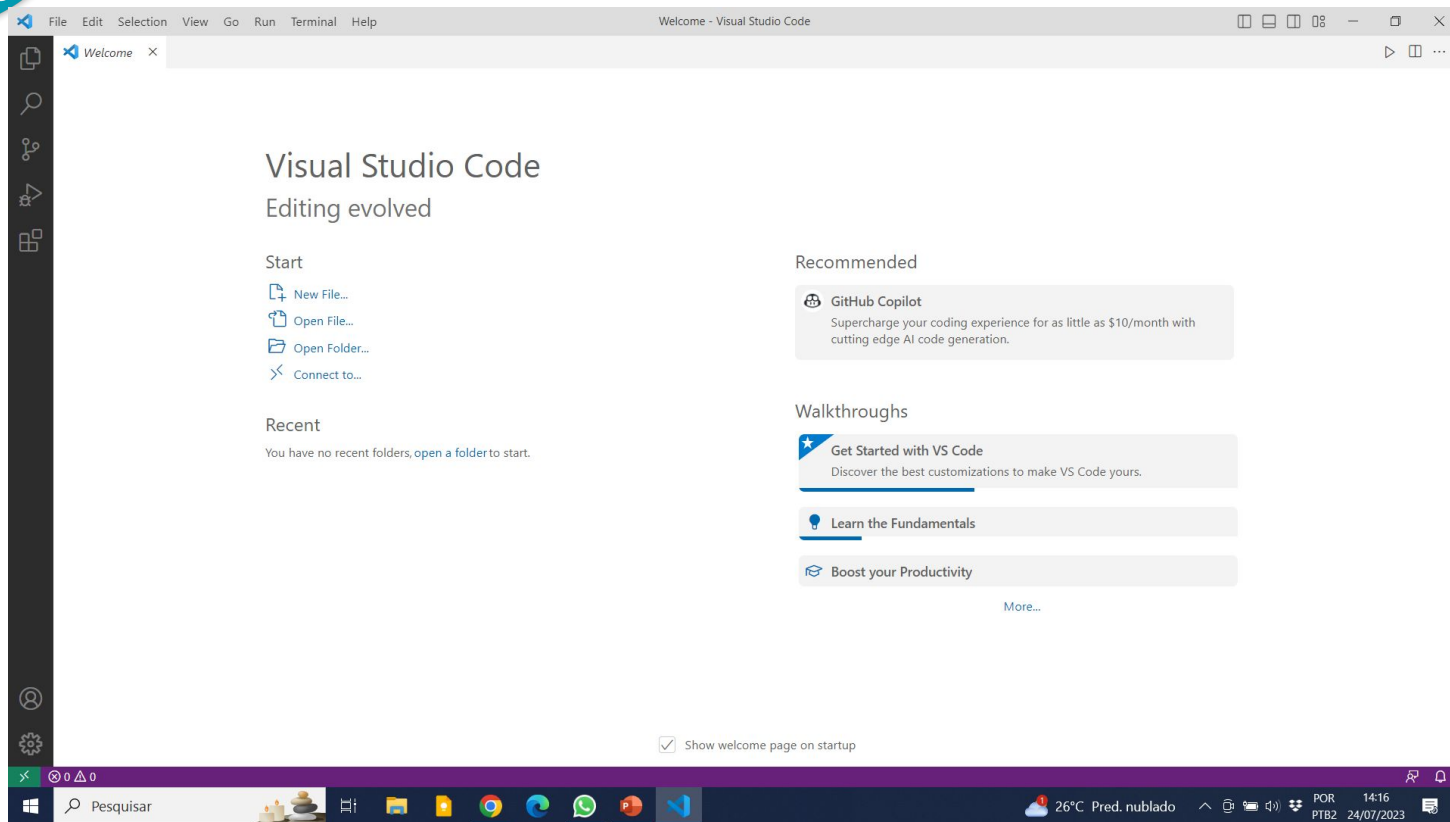 File Edit Selection View Go Run Terminal Help
Welcome - Visual Studio Code
Welcome
Visual Studio Code
Editing evolved
Start
New File...
Open File...
Open Folder...
Connect to...
Recent
You have no recent folders, open a folder to start.
Recommended
GitHub Copilot
Supercharge your coding experience for as little as $10/month with
cutting edge AI code generation.
Walkthroughs
Get Started with VS Code
Discover the best customizations to make VS Code yours.
Learn the Fundamentals
Boost your Productivity
More...
Show welcome page on startup
0 0
Pesquisar
1
26°C Pred. nublado
POR
PTB2
14:16
24/07/2023